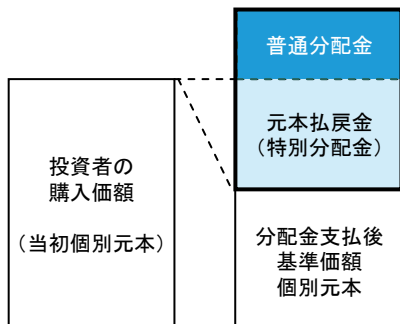 普通分配金
元本払戻金
（特別分配金）
投資者の
購入価額
（当初個別元本）
分配金支払後
基準価額
個別元本